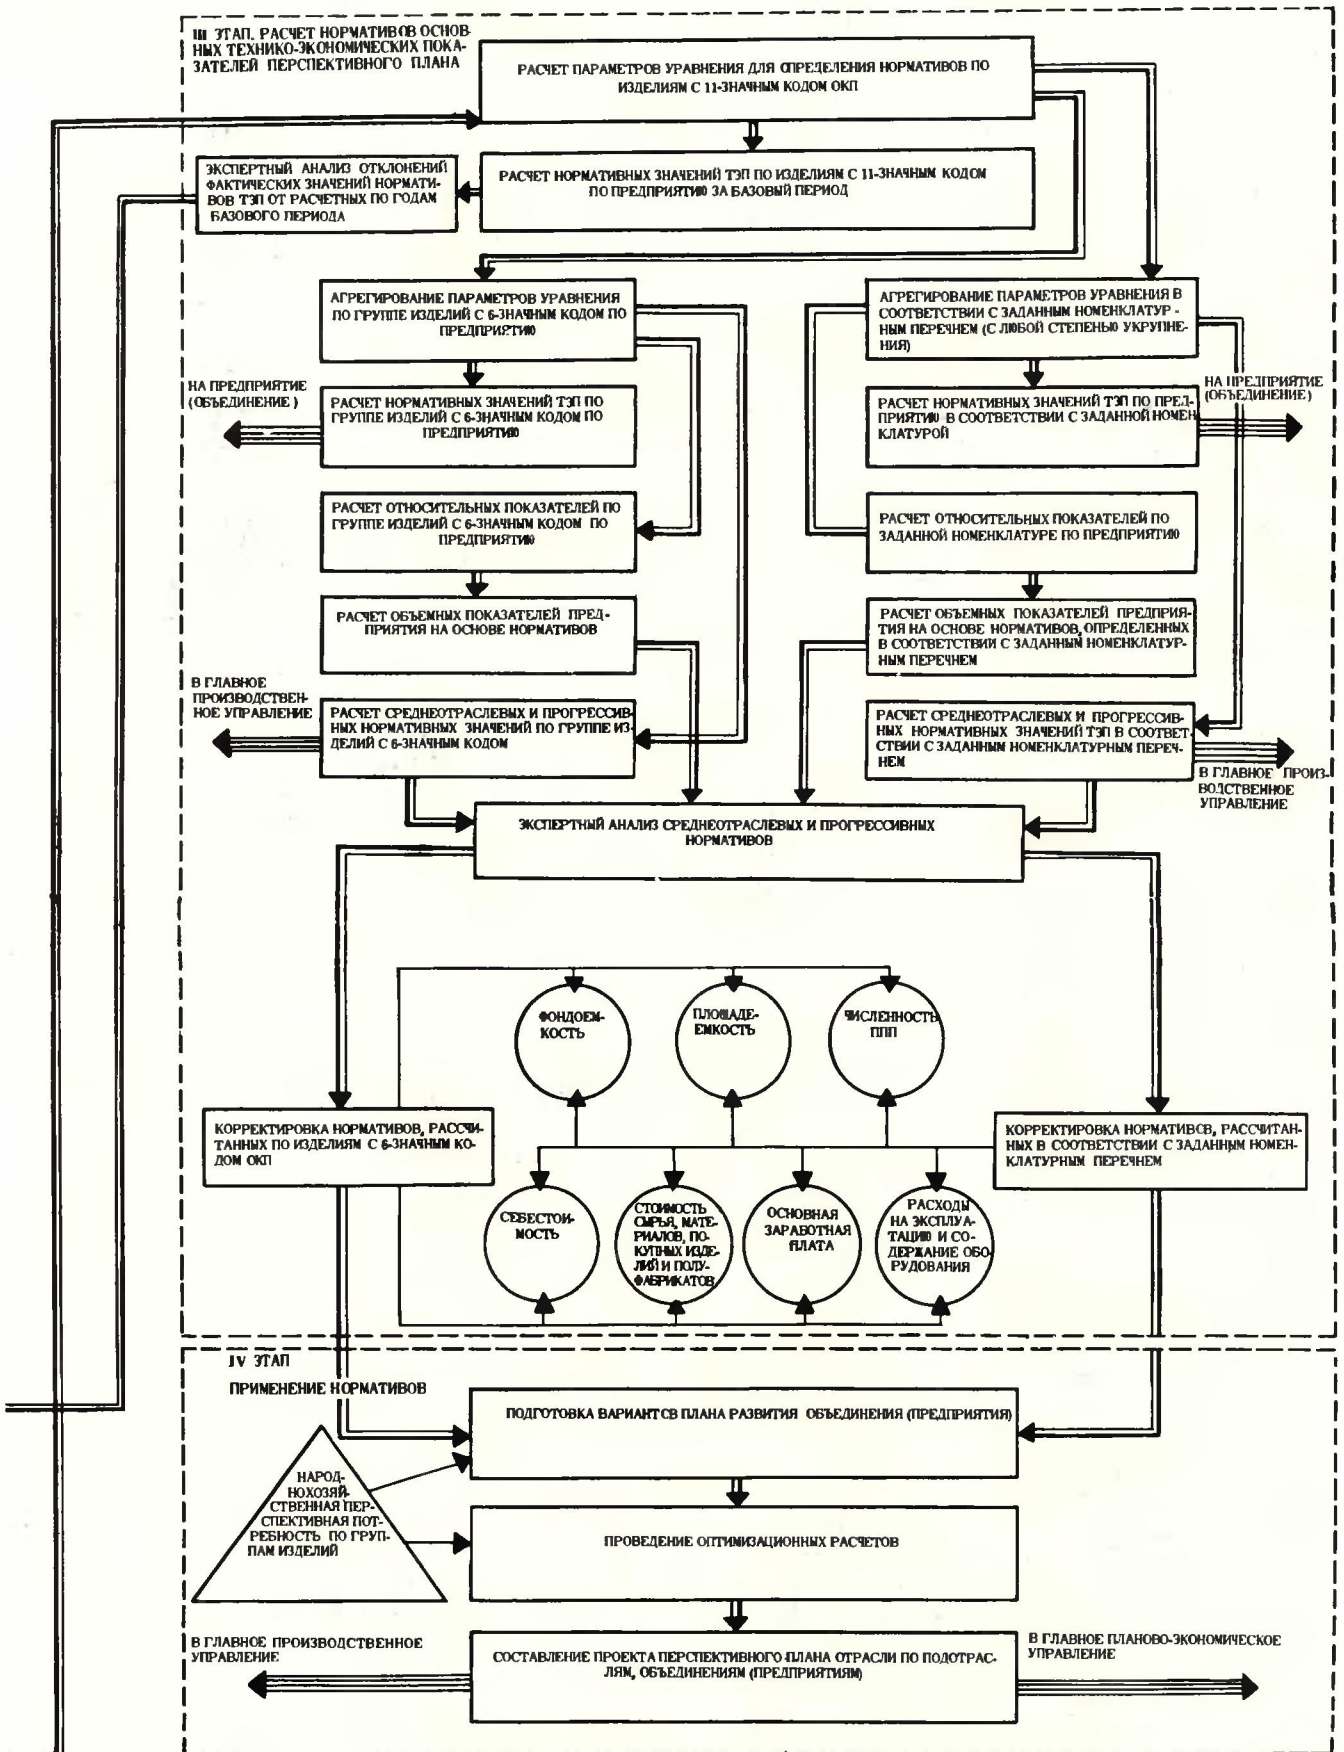 III ЭТАП. РАСЧЕТ НОРМАТИВОВ ОСНОВ-
НЫХ ТЕХНИКО-ЭКОНОМИЧЕСКИХ ПОКА-
ЗАТЕЛЕЙ ПЕРСПЕКТИВНОГО ПЛАНА
РАСЧЕТ ПАРАМЕТРОВ УРАВНЕНИЯ ДЛЯ ОПРЕДЕЛЕНИЯ НОРМАТИВОВ ПО
ИЗДЕЛИЯМ С 11-ЗНАЧНЫМ КОДОМ ОКП
ЭКСПЕРТНЫЙ АНАЛИЗ ОТКЛОНЕНИЙ
ФАКТИЧЕСКИХ ЗНАЧЕНИЙ НОРМАТИ-
ВОВ ТЭП ОТ РАСЧЕТНЫХ ПО ГОДАМ
БАЗОВОГО ПЕРИОДА
РАСЧЕТ НОРМАТИВНЫХ ЗНАЧЕНИЙ ТЭП ПО ИЗДЕЛИЯМ С 11-ЗНАЧНЫМ КОДОМ
ПО ПРЕДПРИЯТИЮ ЗА БАЗОВЫЙ ПЕРИОД
АГРЕГИРОВАНИЕ ПАРАМЕТРОВ УРАВНЕНИЯ
ПО ГРУППЕ ИЗДЕЛИЙ С 6-ЗНАЧНЫМ КОДОМ ПО
ПРЕДПРИЯТИЮ
АГРЕГИРОВАНИЕ ПАРАМЕТРОВ УРАВНЕНИЯ В
СООТВЕТСТВИИ С ЗАДАННЫМ НОМЕНКЛАТУР -
НЫМ ПЕРЕЧНЕМ (С ЛЮБОЙ СТЕПЕНЬЮ УКРУПНЕ-
НИЯ)
НА ПРЕДПРИЯТИЕ
(ОБЪЕДИНЕНИЕ)
РАСЧЕТ НОРМАТИВНЫХ ЗНАЧЕНИЙ ТЭП ПО
ГРУППЕ ИЗДЕЛИЙ С 6-ЗНАЧНЫМ КОДОМ ПО
ПРЕДПРИЯТИЮ
РАСЧЕТ НОРМАТИВНЫХ ЗНАЧЕНИЙ ТЭП ПО ПРЕД-
ПРИЯТИЮ В СООТВЕТСТВИИ С ЗАДАННОЙ НОМЕН
КЛАТУРОЙ
НА ПРЕДПРИЯТИЕ
(ОБЪЕДИНЕНИЕ)
РАСЧЕТ ОТНОСИТЕЛЬНЫХ ПОКАЗАТЕЛЕЙ ПО
ГРУППЕ ИЗДЕЛИЙ С 6-ЗНАЧНЫМ КОДОМ ПО
ПРЕДПРИЯТИЮ
РАСЧЕТ ОТНОСИТЕЛЬНЫХ ПОКАЗАТЕЛЕЙ ПО
ЗАДАННОЙ НОМЕНКЛАТУРЕ ПО ПРЕДПРИЯТИЮ
РАСЧЕТ ОБЪЕМНЫХ ПОКАЗАТЕЛЕЙ ПРЕД-
ПРИЯТИЯ НА ОСНОВЕ НОРМАТИВОВ
РАСЧЕТ ОБЪЕМНЫХ ПОКАЗАТЕЛЕЙ ПРЕДПРИЯ-
ТИЯ НА ОСНОВЕ НОРМАТИВОВ, ОПРЕДЕЛЕННЫХ
В СООТВЕТСТВИИ С ЗАДАННЫМ НОМЕНКЛАТУР-
НЫМ ПЕРЕЧНЕМ
В ГЛАВНОЕ
ПРОИЗВОДСТВЕН-
НОЕ УПРАВЛЕНИЕ
РАСЧЕТ СРЕДНЕОТРАСЛЕВЫХ И ПРОГРЕССИВ-
НЫХ НОРМАТИВНЫХ ЗНАЧЕНИЙ ПО ГРУППЕ ИЗ-
ДЕЛИЙ С 6-ЗНАЧНЫМ КОДОМ
РАСЧЕТ СРЕДНЕОТРАСЛЕВЫХ И ПРОГРЕССИВ-
НЫХ НОРМАТИВНЫХ ЗНАЧЕНИЙ ТЭП В СООТВЕТ-
СТВИИ С ЗАДАННЫМ НОМЕНКЛАТУРНЫМ ПЕРЕЧ-
НЕМ
В ГЛАВНОЕ ПРОИЗ-
ВОДСТВЕННОЕ
УПРАВЛЕНИЕ
ЭКСПЕРТНЫЙ АНАЛИЗ СРЕДНЕОТРАСЛЕВЫХ И ПРОГРЕССИВНЫХ
НОРМАТИВОВ
ФОНДОЕМ-
КОСТЬ
ПЛОЩАДЕ-
ЕМКОСТЬ
ЧИСЛЕННОСТЬ
ППП
КОРРЕКТИРОВКА НОРМАТИВОВ, РАССЧИ-
ТАННЫХ ПО ИЗДЕЛИЯМ С 6-ЗНАЧНЫМ КО-
ДОМ ОКП
КОРРЕКТИРОВКА НОРМАТИВОВ, РАССЧИТАН-
НЫХ В СООТВЕТСТВИИ С ЗАДАННЫМ НОМЕН-
КЛАТУРНЫМ ПЕРЕЧНЕМ
СЕБЕСТОИ-
МОСТЬ
СТОИМОСТЬ
СЫРЬЯ, МАТЕ-
РИАЛОВ, ПО-
КУПНЫХ ИЗДЕ-
ЛИЙ И ПОЛУ-
ФАБРИКАТОВ
ОСНОВНАЯ
ЗАРАБОТНАЯ
ПЛАТА
РАСХОДЫ
НА ЭКСПЛУА-
ТАЦИЮ И СО-
ДЕРЖАНИЕ ОБО-
РУДОВАНИЯ
IV ЭТАП
ПРИМЕНЕНИЕ НОРМАТИВОВ
ПОДГОТОВКА ВАРИАНТОВ ПЛАНА РАЗВИТИЯ ОБЪЕДИНЕНИЯ (ПРЕДПРИЯТИЯ)
НАРОД-
НОХОЗЯЙ-
СТВЕННАЯ ПЕР-
СПЕКТИВНАЯ ПОТ-
РЕБНОСТЬ ПО ГРУП-
ПАМ ИЗДЕЛИЙ
ПРОВЕДЕНИЕ ОПТИМИЗАЦИОННЫХ РАСЧЕТОВ
В ГЛАВНОЕ ПРОИЗВОДСТВЕННОЕ
УПРАВЛЕНИЕ
СОСТАВЛЕНИЕ ПРОЕКТА ПЕРСПЕКТИВНОГО ПЛАНА ОТРАСЛИ ПО ПОДОТРАС-
ЛЯМ, ОБЪЕДИНЕНИЯМ (ПРЕДПРИЯТИЯМ)
В ГЛАВНОЕ ПЛАНОВО-ЭКОНОМИЧЕСКОЕ
УПРАВЛЕНИЕ